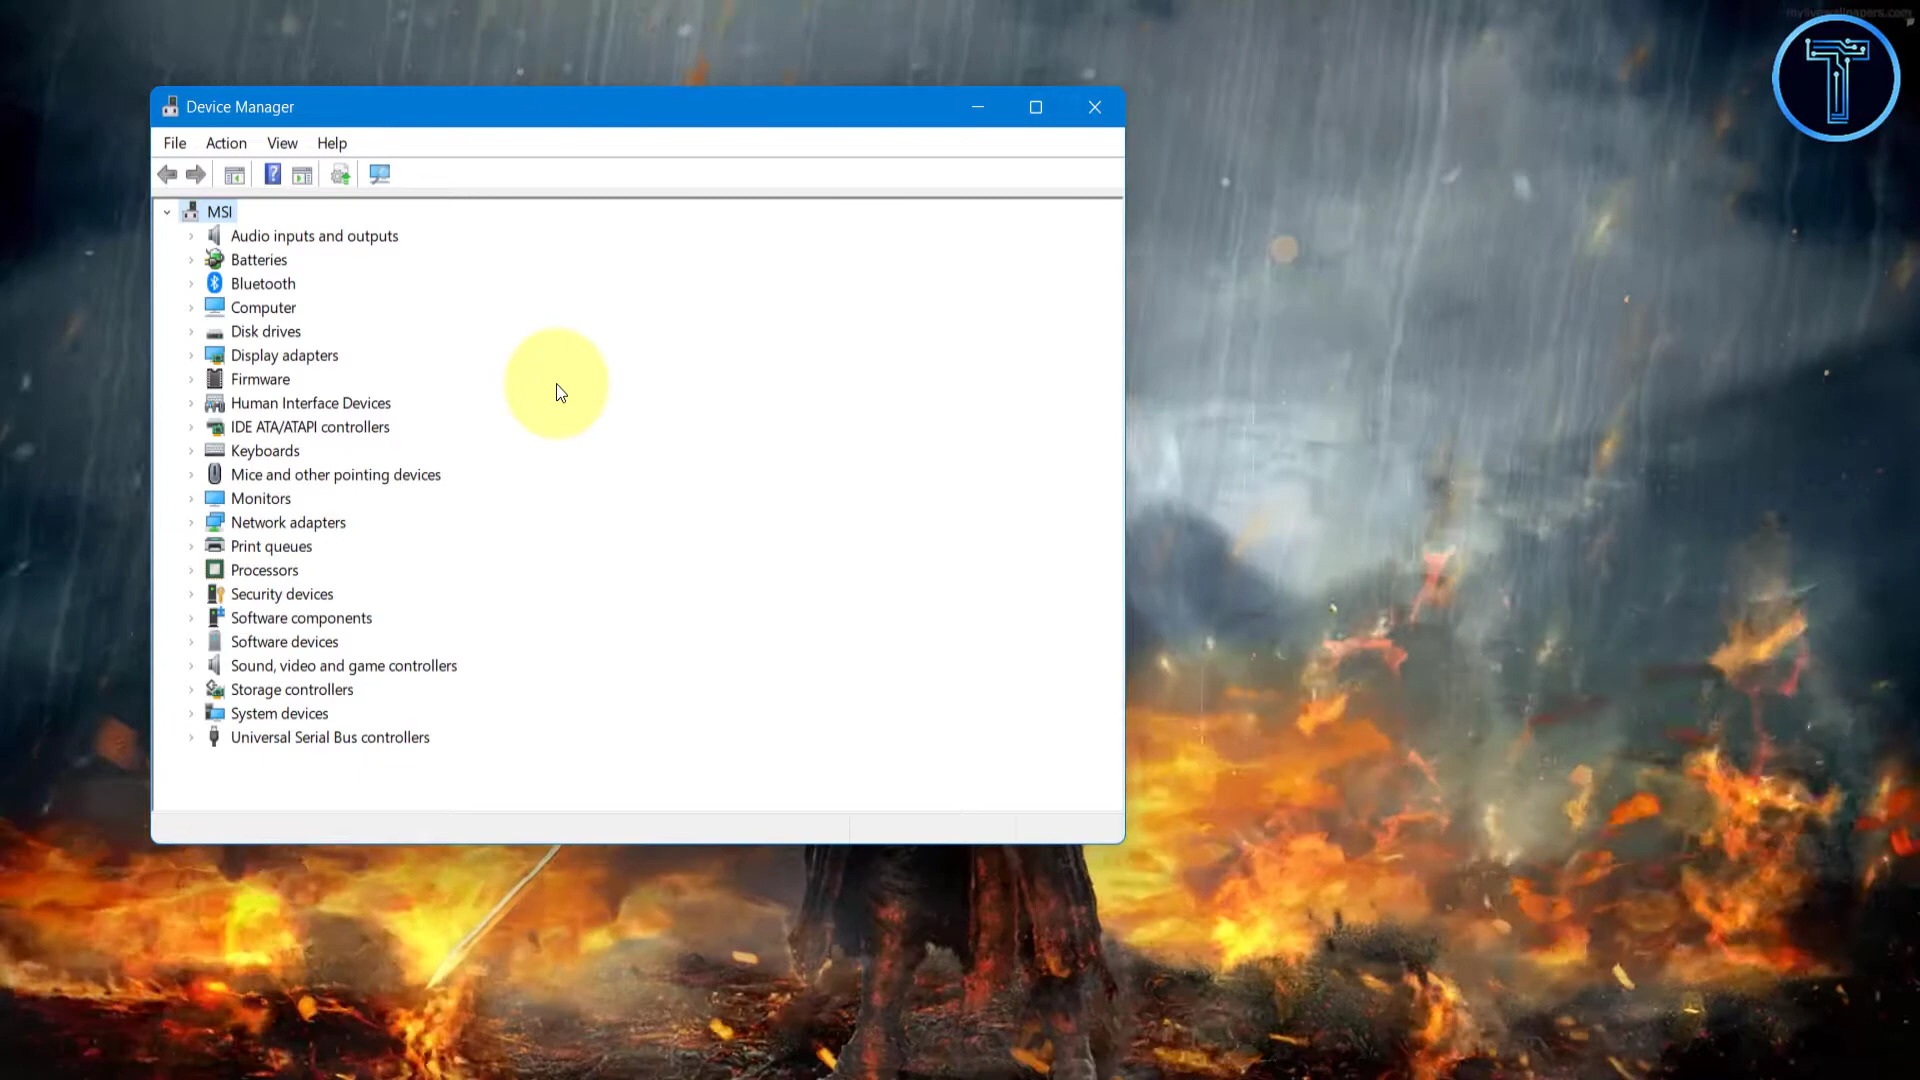 mylivewallpapers.com
Device Manager
File Action View Help
MSI
Audio inputs and outputs
Batteries
Bluetooth
Computer
Disk drives
Display adapters
Firmware
Human Interface Devices
IDE ATA/ATAPI controllers
Keyboards
Mice and other pointing devices
Monitors
Network adapters
Print queues
Processors
Security devices
Software components
Software devices
Sound, video and game controllers
Storage controllers
System devices
Universal Serial Bus controllers